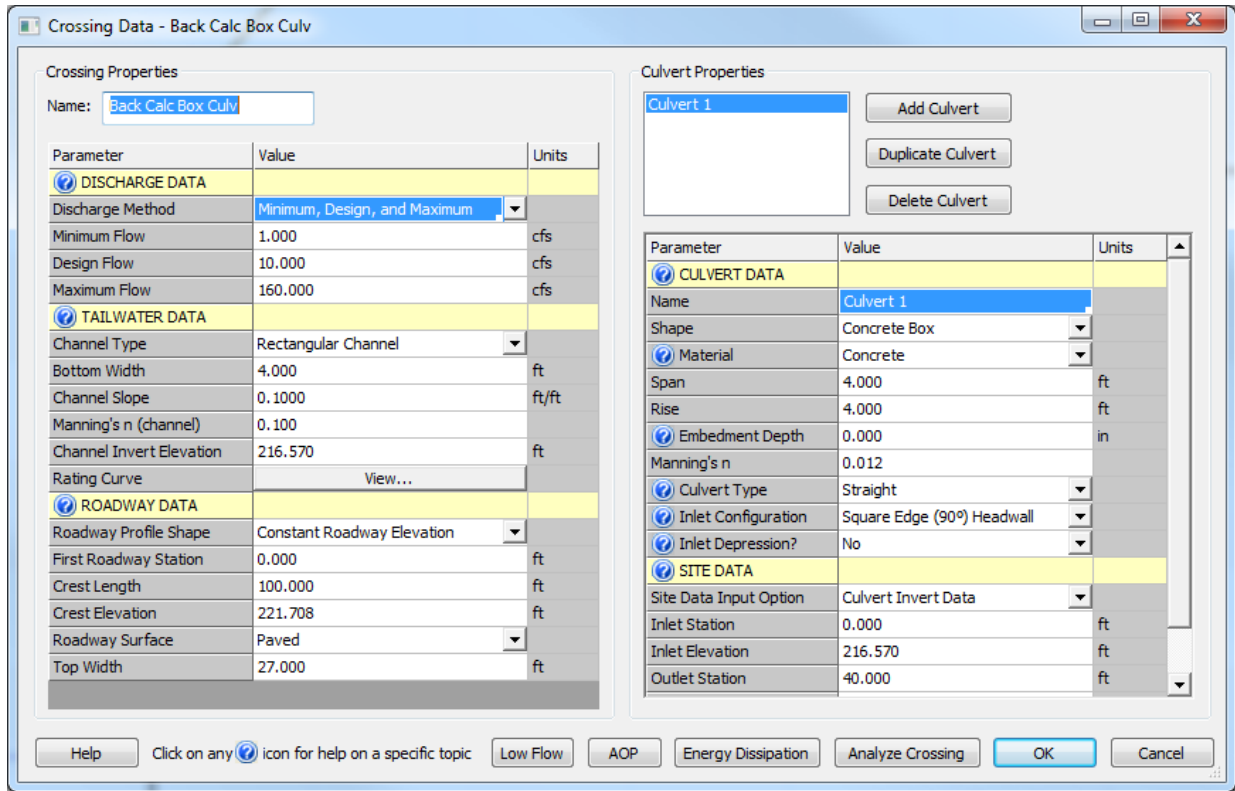 Crossing Data - Back Calc Box Culv
Crossing Properties
Name: Back Calc Box Culv
Parameter Value Units
DISCHARGE DATA
Discharge Method Minimum, Design, and Maximum
Minimum Flow 1.000 cfs
Design Flow 10.000 cfs
Maximum Flow 160.000 cfs
TAILWATER DATA
Channel Type Rectangular Channel
Bottom Width 4.000 ft
Channel Slope 0.1000 ft/ft
Manning's n (channel) 0.100
Channel Invert Elevation 216.570 ft
Rating Curve View...
ROADWAY DATA
Roadway Profile Shape Constant Roadway Elevation
First Roadway Station 0.000 ft
Crest Length 100.000 ft
Crest Elevation 221.708 ft
Roadway Surface Paved
Top Width 27.000 ft
Culvert Properties
Culvert 1
Add Culvert
Duplicate Culvert
Delete Culvert
Parameter Value Units
CULVERT DATA
Name Culvert 1
Shape Concrete Box
Material Concrete
Span 4.000 ft
Rise 4.000 ft
Embedment Depth 0.000 in
Manning's n 0.012
Culvert Type Straight
Inlet Configuration Square Edge (90º) Headwall
Inlet Depression? No
SITE DATA
Site Data Input Option Culvert Invert Data
Inlet Station 0.000 ft
Inlet Elevation 216.570 ft
Outlet Station 40.000 ft
Help Click on any ? icon for help on a specific topic Low Flow AOP Energy Dissipation Analyze Crossing OK Cancel